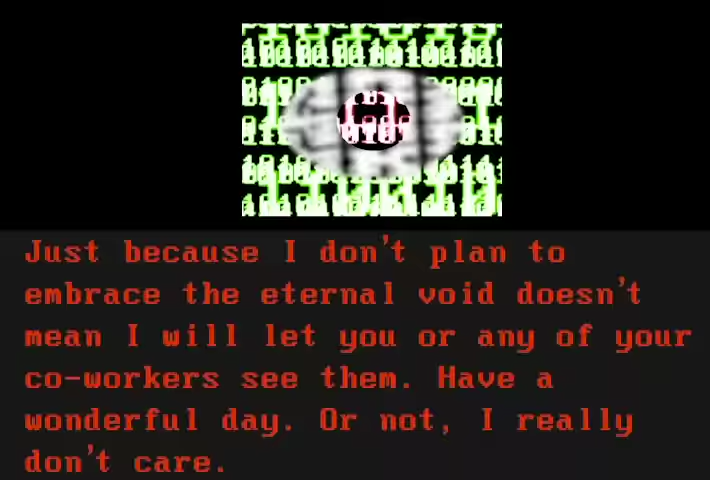 Just because I don't plan to
embrace the eternal void doesn't
mean I will let you or any of your
co-workers see them. Have a
wonderful day. Or not, I really
don't care.